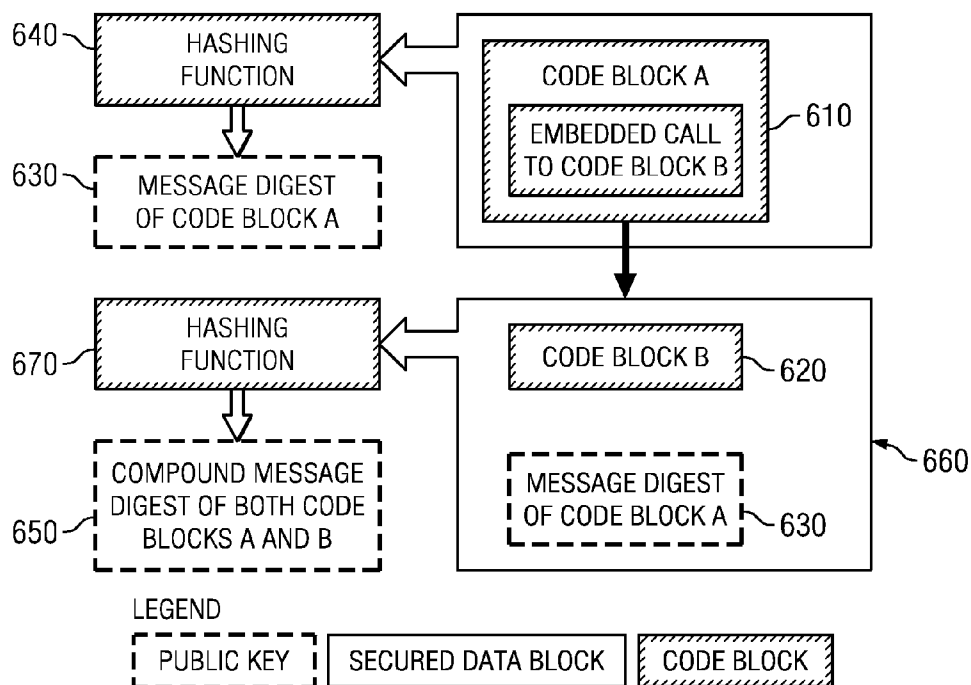 640
HASHING
FUNCTION
CODE BLOCK A
610
EMBEDDED CALL
TO CODE BLOCK B
630
MESSAGE DIGEST
OF CODE BLOCK A
670
HASHING
FUNCTION
CODE BLOCK B
620
660
650
COMPOUND MESSAGE
DIGEST OF BOTH CODE
BLOCKS A AND B
MESSAGE DIGEST
OF CODE BLOCK A
630
LEGEND
PUBLIC KEY
SECURED DATA BLOCK
CODE BLOCK